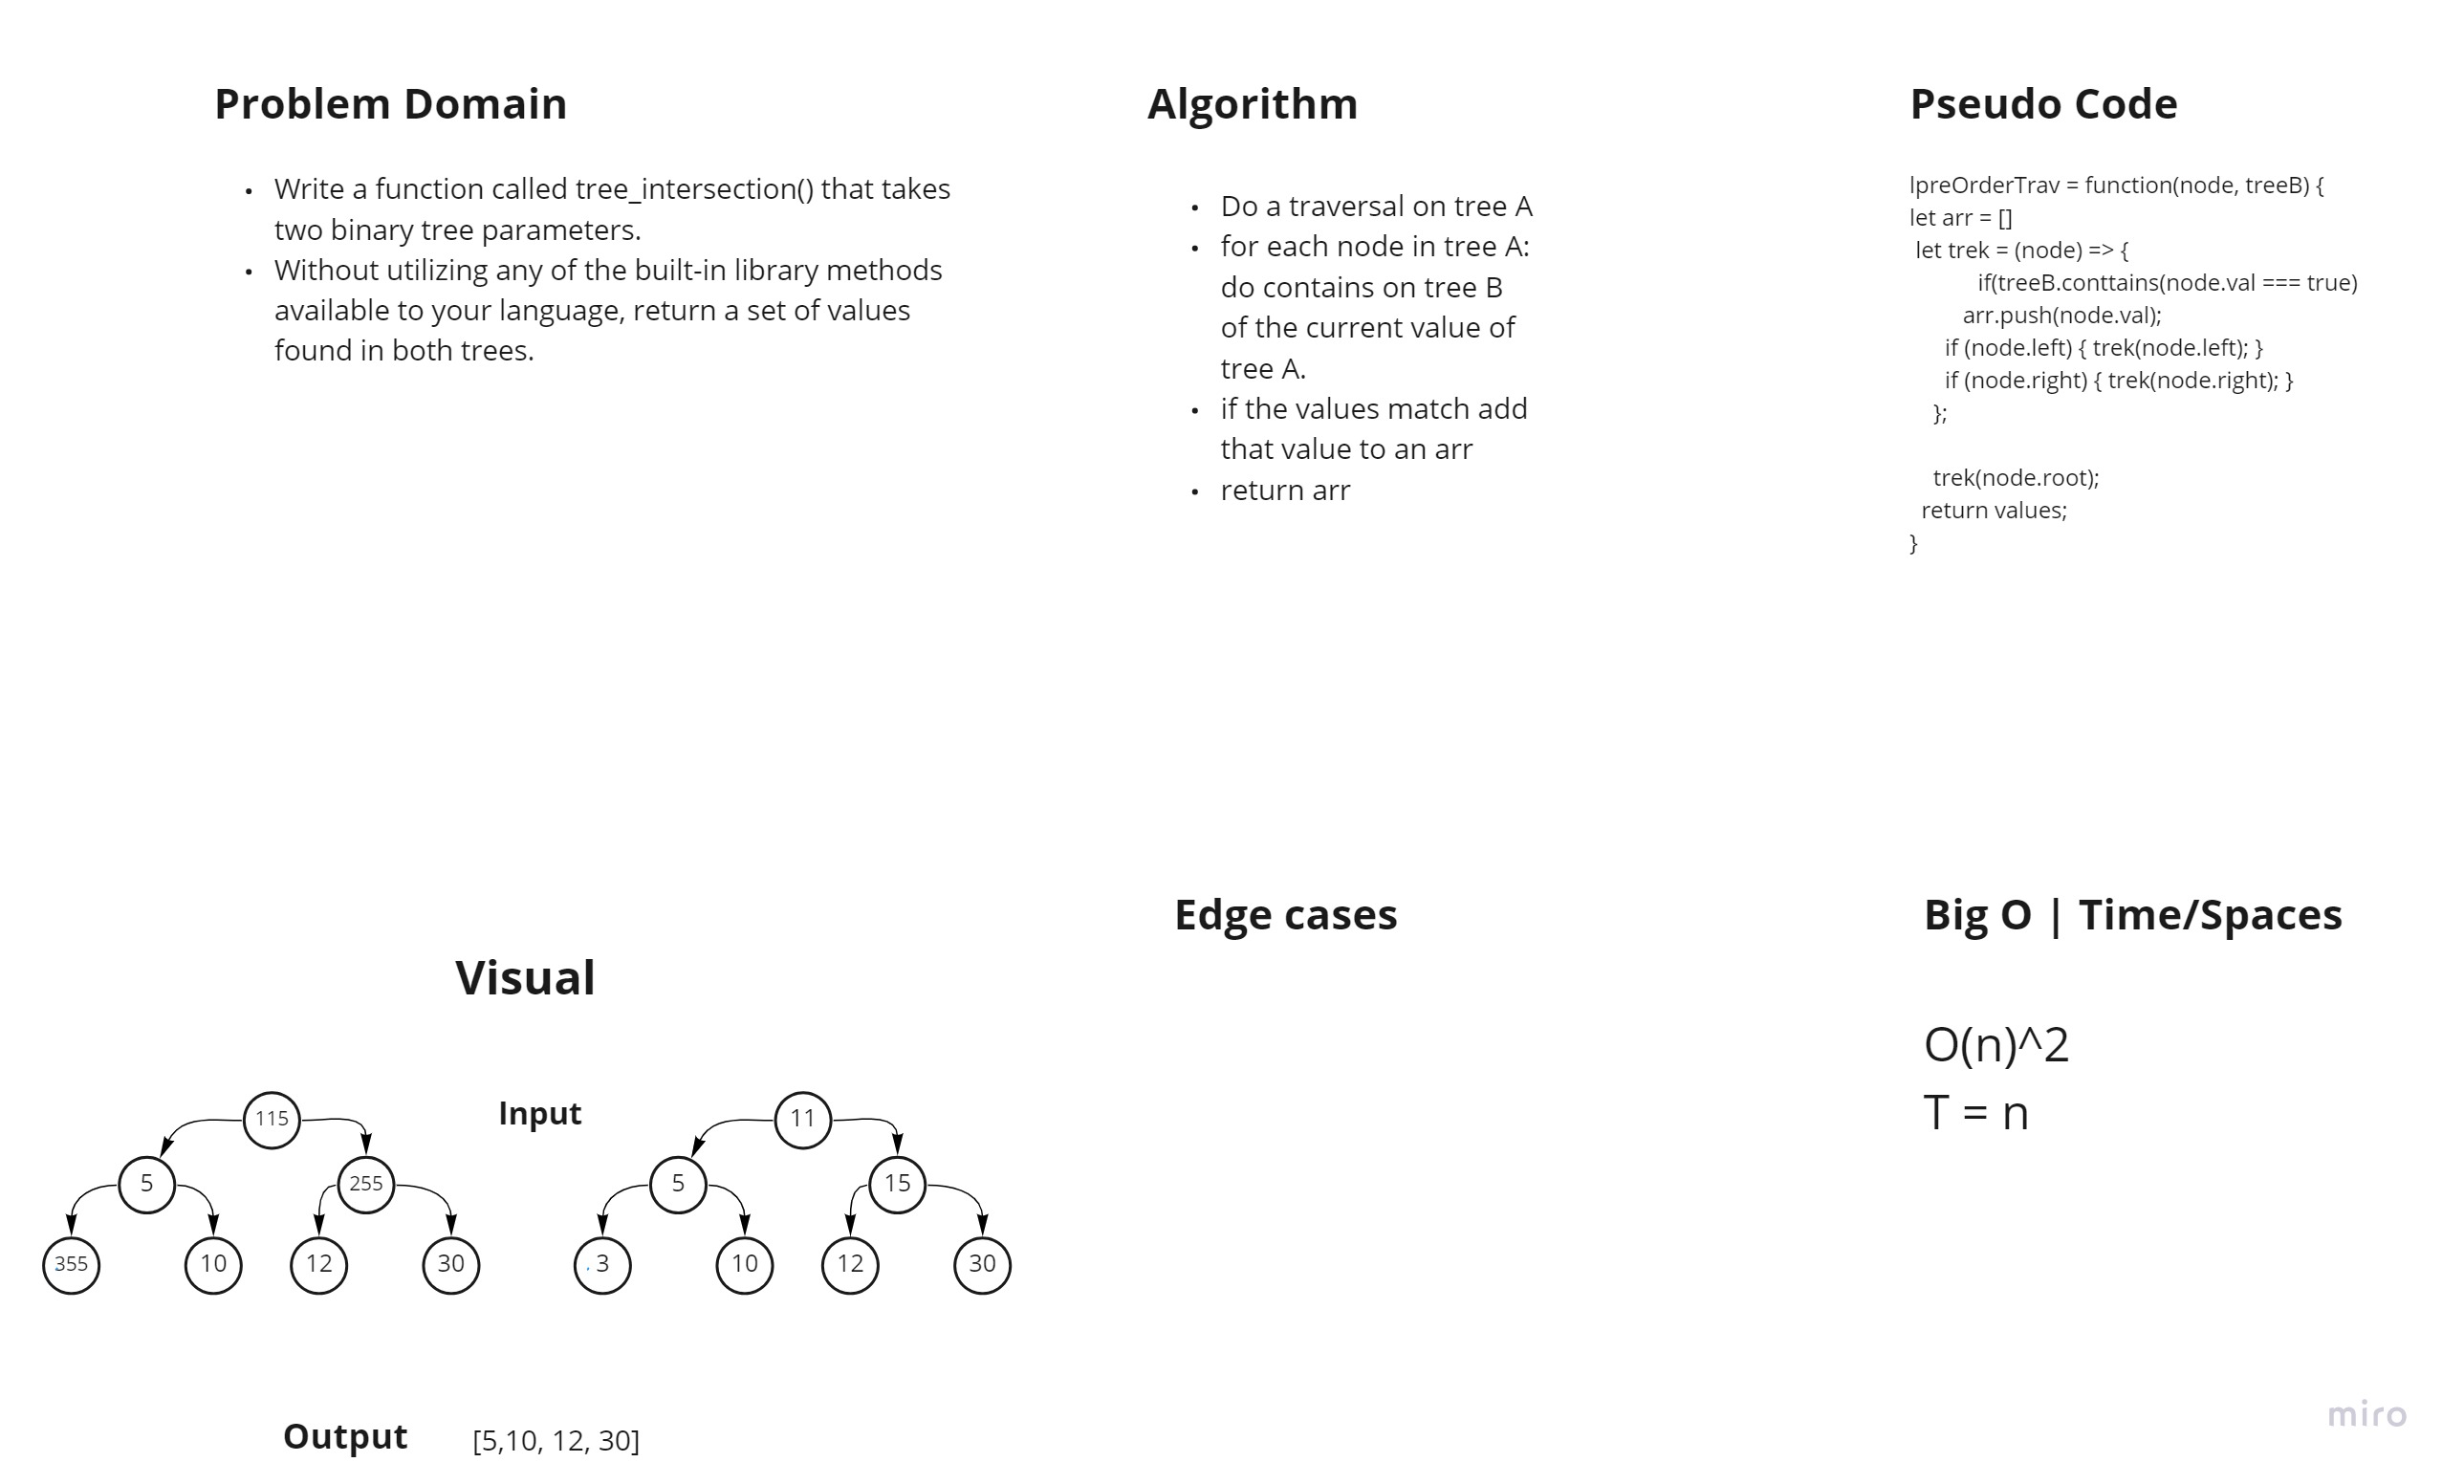 Problem Domain
• Write a function called tree_intersection() that takes
two binary tree parameters.
• Without utilizing any of the built-in library methods
available to your language, return a set of values
found in both trees.
Algorithm
• Do a traversal on tree A
• for each node in tree A:
do contains on tree B
of the current value of
tree A.
• if the values match add
that value to an arr
• return arr
Pseudo Code
lpreOrderTrav = function(node, treeB) {
let arr = []
let trek = (node) => {
if(treeB.conttains(node.val === true)
arr.push(node.val);
if (node.left) { trek(node.left); }
if (node.right) { trek(node.right); }
};
trek(node.root);
return values;
}
Visual
Input
115
5
255
355
10
12
30
11
5
15
3
10
12
30
Output
[5,10, 12, 30]
Edge cases
Big O | Time/Spaces
O(n)^2
T = n
miro